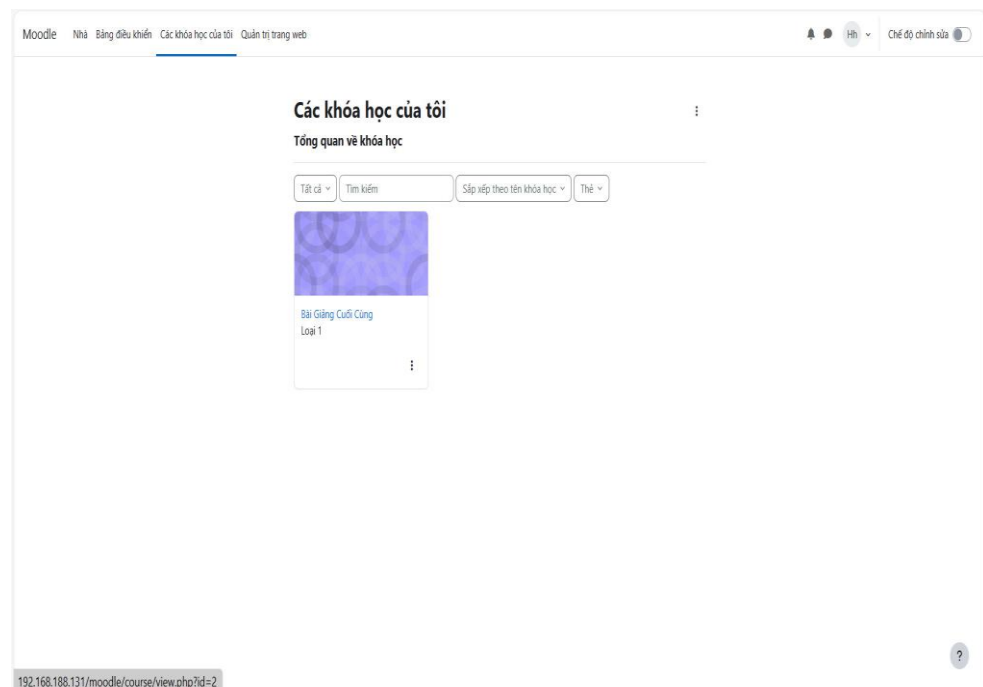 Moodle Nhà Bảng điều khiển Các khóa học của tôi Quản trị trang web Hh Chế độ chỉnh sửa
Các khóa học của tôi
Tổng quan về khóa học
Tất cả Tìm kiếm Sắp xếp theo tên khóa học Thẻ
Bài Giảng Cuối Cùng
Loại 1
?
192.168.188.131/moodle/course/view.php?id=2